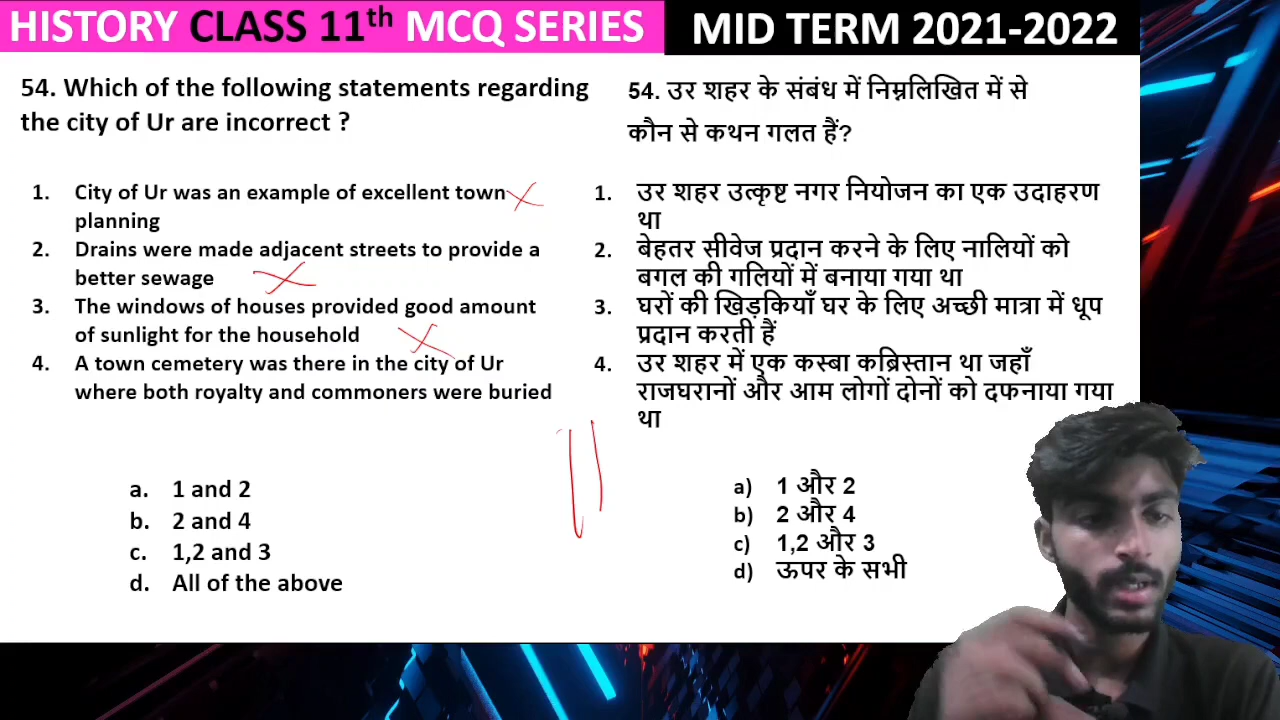 HISTORY CLASS 11th MCQ SERIES
MID TERM 2021-2022
54. Which of the following statements regarding
the city of Ur are incorrect ?
1. City of Ur was an example of excellent town
planning
2. Drains were made adjacent streets to provide a
better sewage
3. The windows of houses provided good amount
of sunlight for the household
4. A town cemetery was there in the city of Ur
where both royalty and commoners were buried
a. 1 and 2
b. 2 and 4
c. 1,2 and 3
d. All of the above
54. उर शहर के संबंध में निम्नलिखित में से
कौन से कथन गलत हैं?
1. उर शहर उत्कृष्ट नगर नियोजन का एक उदाहरण
था
2. बेहतर सीवेज प्रदान करने के लिए नालियों को
बगल की गलियों में बनाया गया था
3. घरों की खिड़कियाँ घर के लिए अच्छी मात्रा में धूप
प्रदान करती हैं
4. उर शहर में एक कस्बा कब्रिस्तान था जहाँ
राजघरानों और आम लोगों दोनों को दफनाया गया
था
a) 1 और 2
b) 2 और 4
c) 1,2 और 3
d) ऊपर के सभी